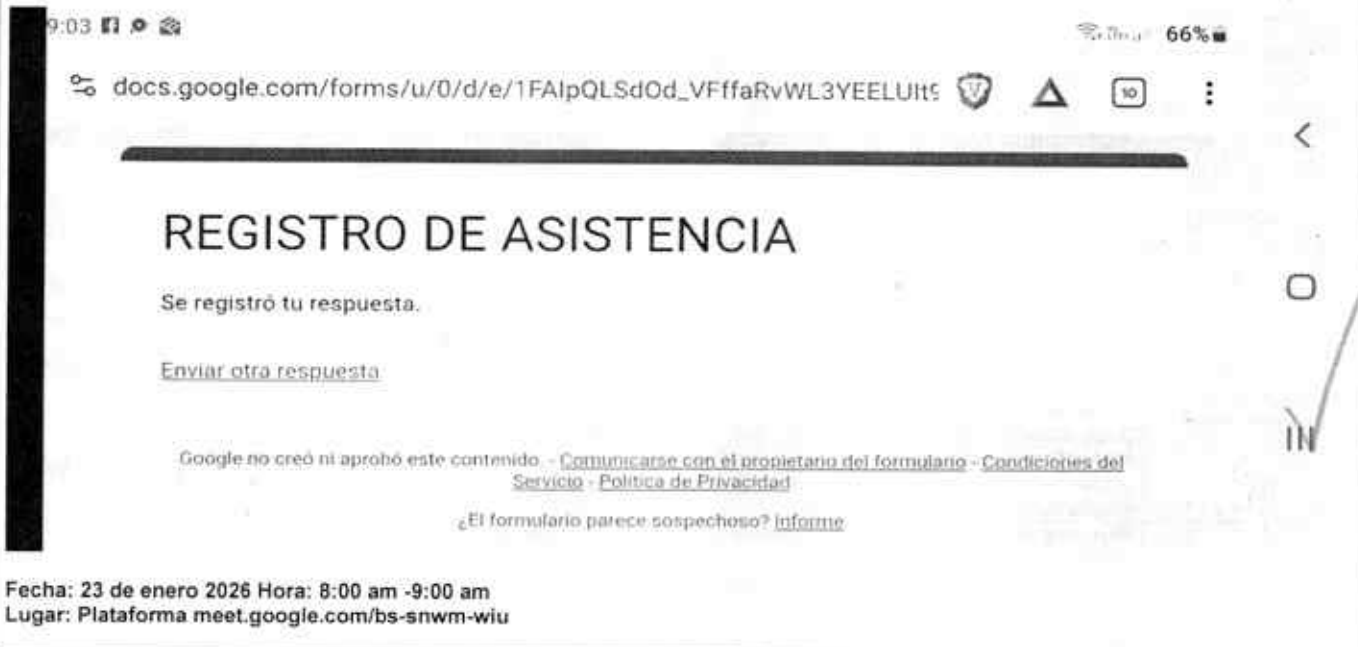 9:03
66%
docs.google.com/forms/u/0/d/e/1FAIpQLSdOd_VFffaRvWL3YEELUIt9
10
REGISTRO DE ASISTENCIA
Se registró tu respuesta.
Enviar otra respuesta
Google no creó ni aprobó este contenido. - Comunicarse con el propietario del formulario - Condiciones del
Servicio - Política de Privacidad
¿El formulario parece sospechoso? Informe
Fecha: 23 de enero 2026 Hora: 8:00 am -9:00 am
Lugar: Plataforma meet.google.com/bs-snwm-wiu